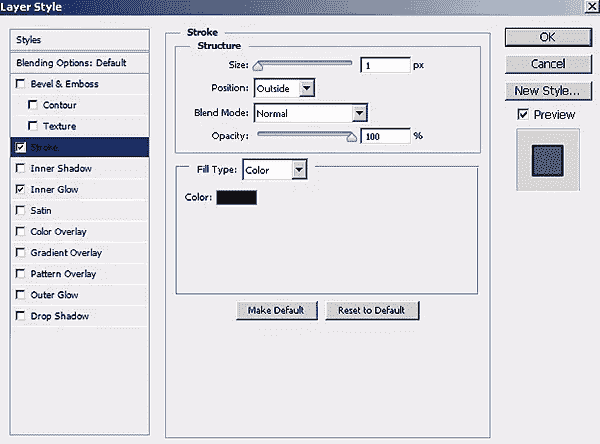 Layer Style
Styles
Blending Options: Default
Bevel & Emboss
Contour
Texture
Stroke
Inner Shadow
Inner Glow
Satin
Color Overlay
Gradient Overlay
Pattern Overlay
Outer Glow
Drop Shadow
Stroke
Structure
Size: 1 px
Position: Outside
Blend Mode: Normal
Opacity: 100 %
Fill Type: Color
Color:
Make Default Reset to Default
OK
Cancel
New Style...
Preview